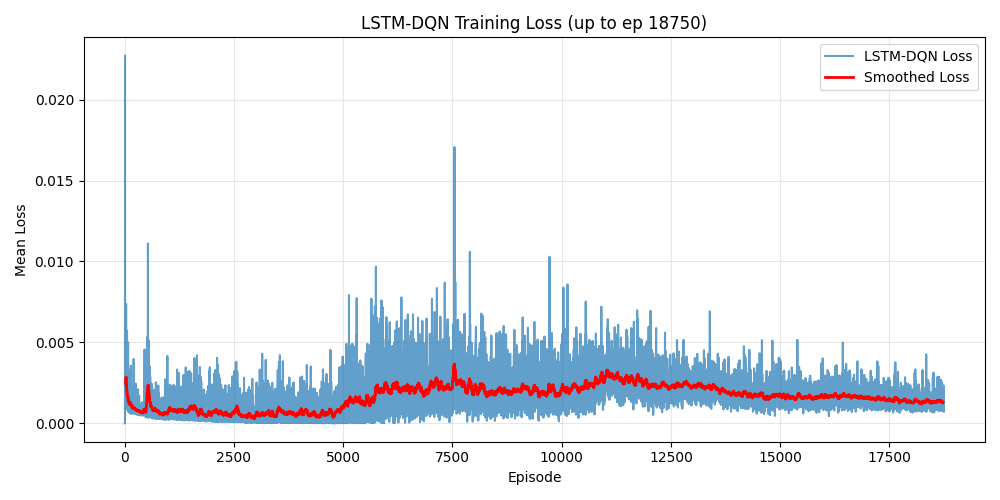 LSTM-DQN Training Loss (up to ep 18750)
LSTM-DQN Loss
Smoothed Loss
Mean Loss
0.020
0.015
0.010
0.005
0.000
0 2500 5000 7500 10000 12500 15000 17500
Episode